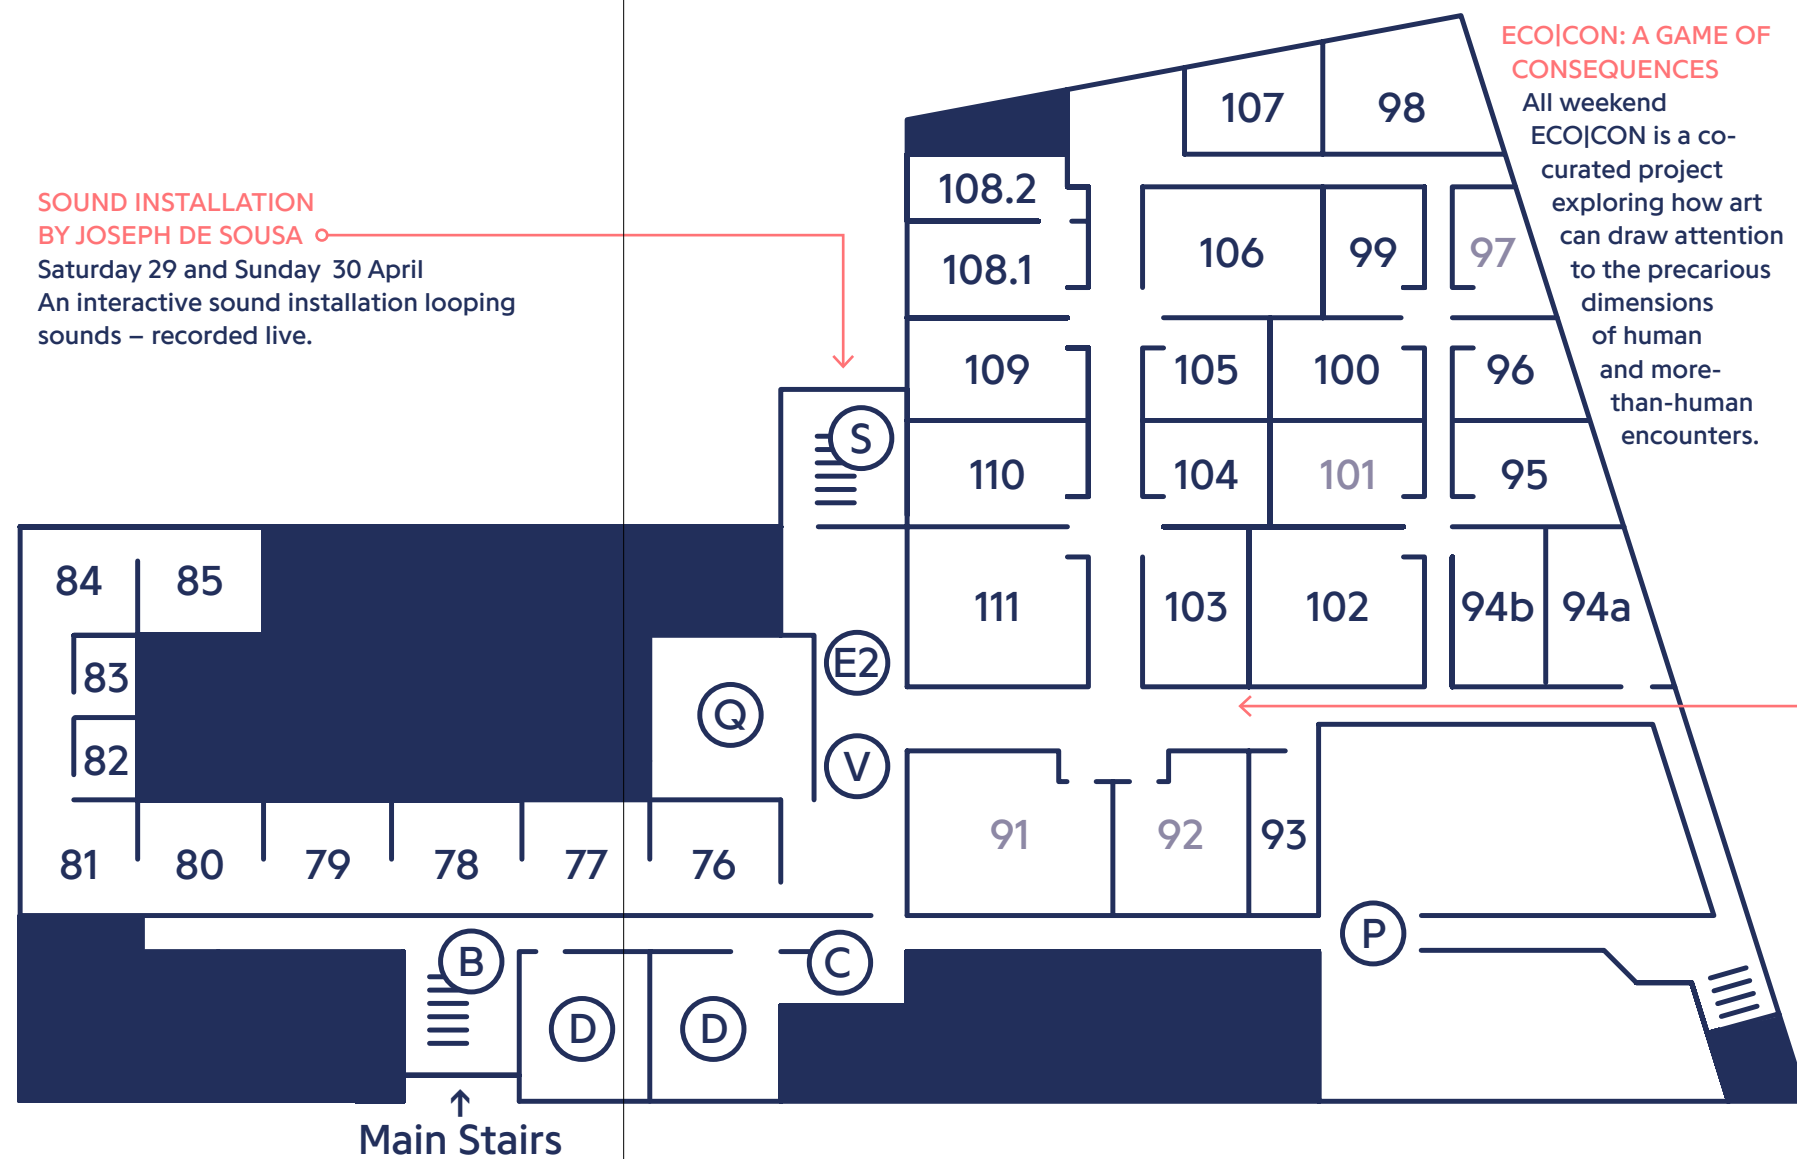 ECO|CON: A GAME OF
CONSEQUENCES
All weekend
ECO|CON is a co-
curated project
exploring how art
can draw attention
to the precarious
dimensions
of human
and more-
than-human
encounters.
SOUND INSTALLATION
BY JOSEPH DE SOUSA
Saturday 29 and Sunday 30 April
An interactive sound installation looping
sounds – recorded live.
107 98
108.2
108.1 106 99 97
109 105 100 96
S
110 104 101 95
84 85
111 103 102 94b 94a
83
E2
Q
82
V
91 92 93
81 80 79 78 77 76
P
B C
D D
Main Stairs